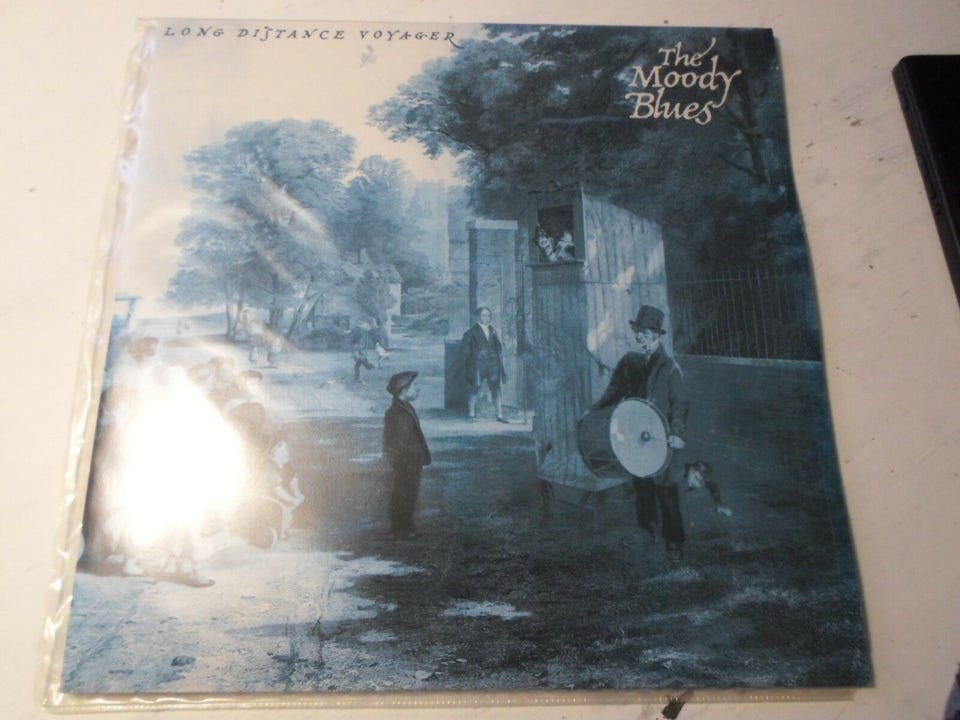 LONG DISTANCE VOYAGER
The
Moody
Blues